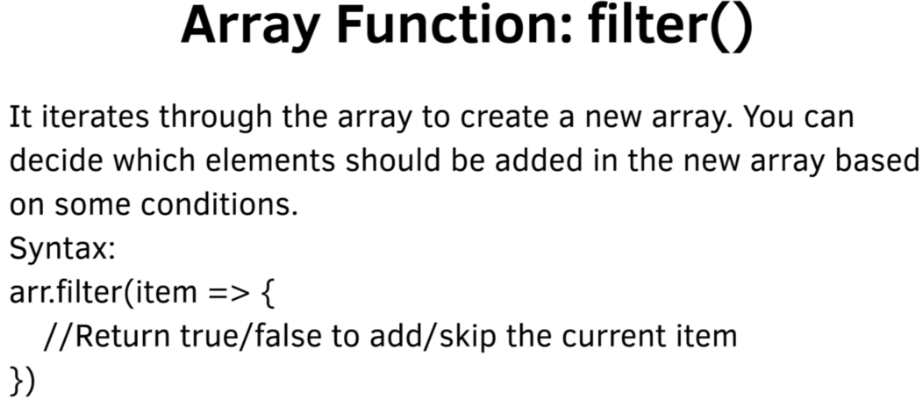 Array Function: filter()
It iterates through the array to create a new array. You can
decide which elements should be added in the new array based
on some conditions.
Syntax:
arr.filter(item => {
    //Return true/false to add/skip the current item
})